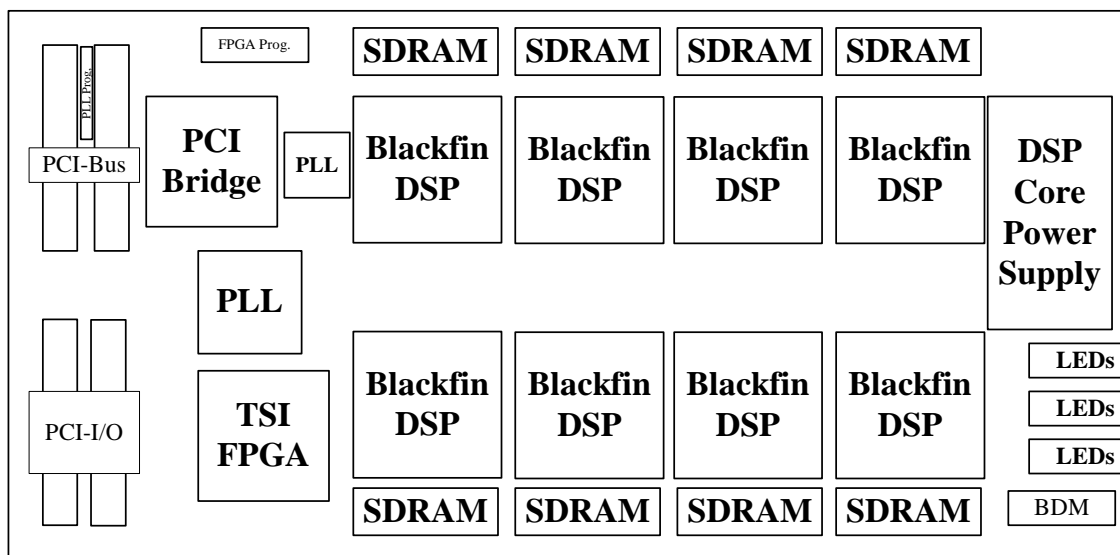 FPGA Prog.
SDRAM
SDRAM
SDRAM
SDRAM
PLL Prog.
PCI-Bus
PCI
Bridge
PLL
Blackfin
DSP
Blackfin
DSP
Blackfin
DSP
Blackfin
DSP
DSP
Core
Power
Supply
PLL
PCI-I/O
TSI
FPGA
Blackfin
DSP
Blackfin
DSP
Blackfin
DSP
Blackfin
DSP
LEDs
LEDs
LEDs
SDRAM
SDRAM
SDRAM
SDRAM
BDM